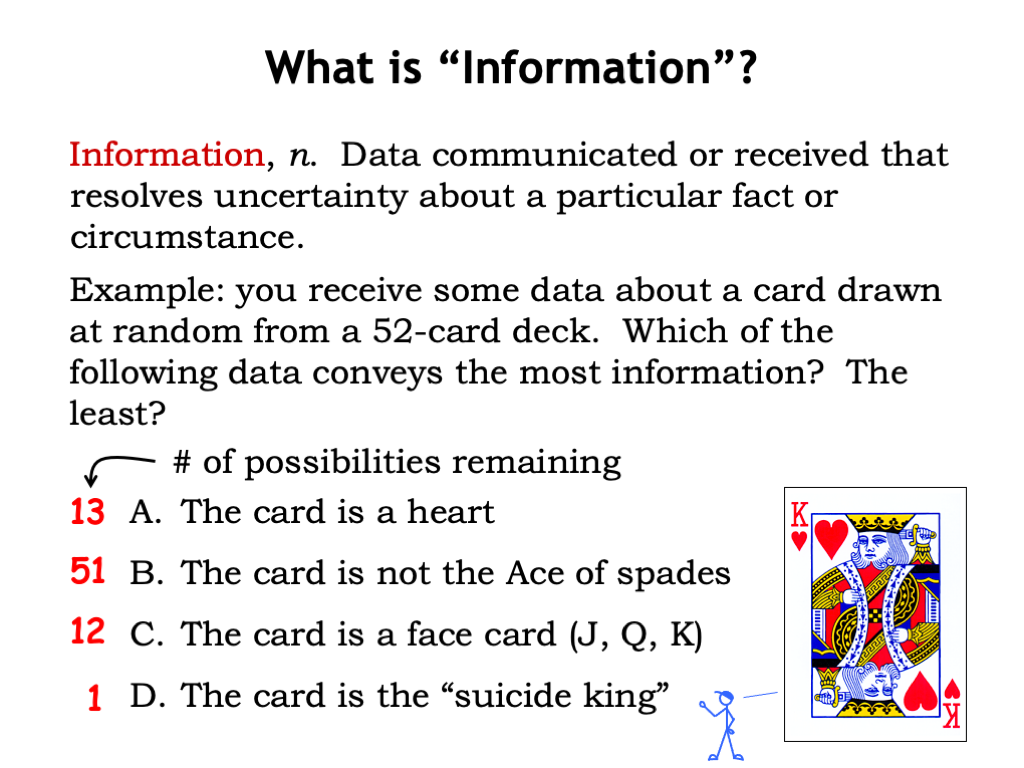 What is “Information”?
Information, n.  Data communicated or received that
resolves uncertainty about a particular fact or
circumstance.
Example: you receive some data about a card drawn
at random from a 52-card deck.  Which of the
following data conveys the most information?  The
least?
# of possibilities remaining
13 A. The card is a heart
51 B. The card is not the Ace of spades
12 C. The card is a face card (J, Q, K)
1 D. The card is the “suicide king”
K
K